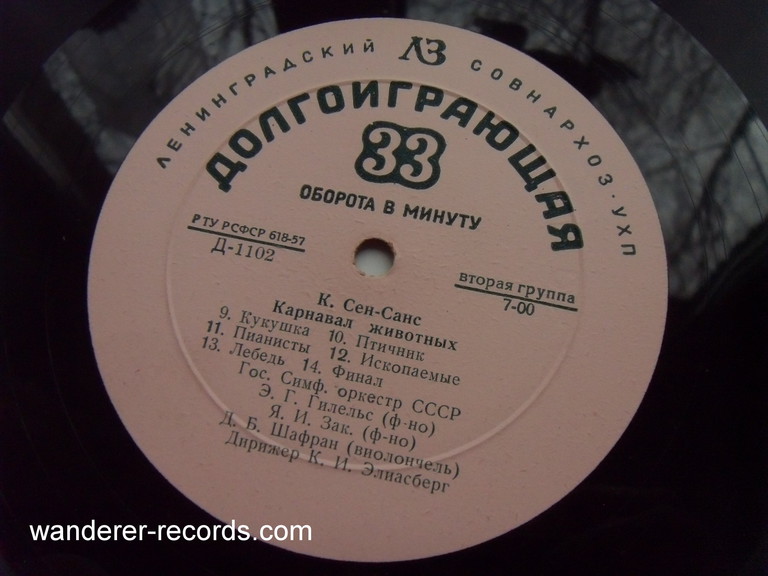 ЛЕНИНГРАДСКИЙ ЛЗ СОВНАРХОЗ·УХП
ДОЛГОИГРАЮЩАЯ
33
ОБОРОТА В МИНУТУ
РТУ РСФСР 618-57
Д-1102
вторая группа
7-00
К. Сен-Санс
Карнавал животных
9. Кукушка 10. Птичник
11. Пианисты 12. Ископаемые
13. Лебедь 14. Финал
Гос. Симф. оркестр СССР
Э. Г. Гилельс (ф-но)
Я. И. Зак. (ф-но)
Д. Б. Шафран (виолончель)
Дирижер К. И. Элиасберг
wanderer-records.com